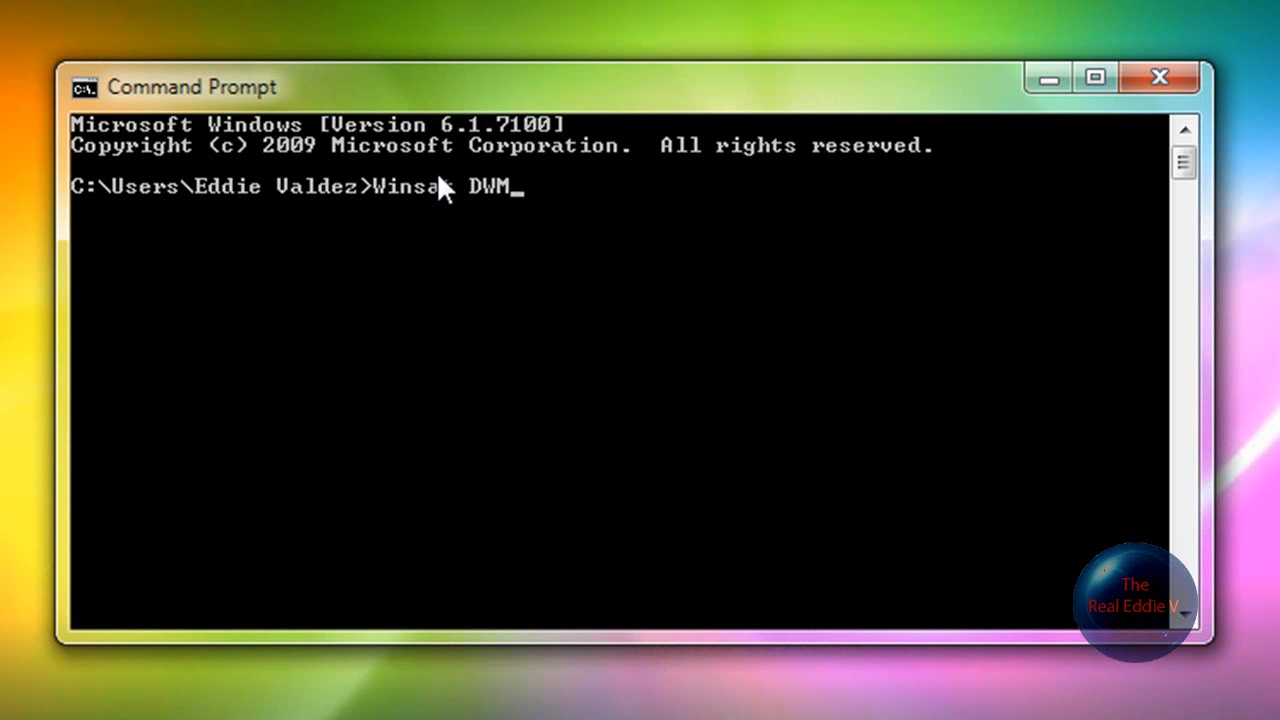 Command Prompt
Microsoft Windows [Version 6.1.7100]
Copyright (c) 2009 Microsoft Corporation.  All rights reserved.
C:\Users\Eddie Valdez> DWM_
The
Real Eddie V